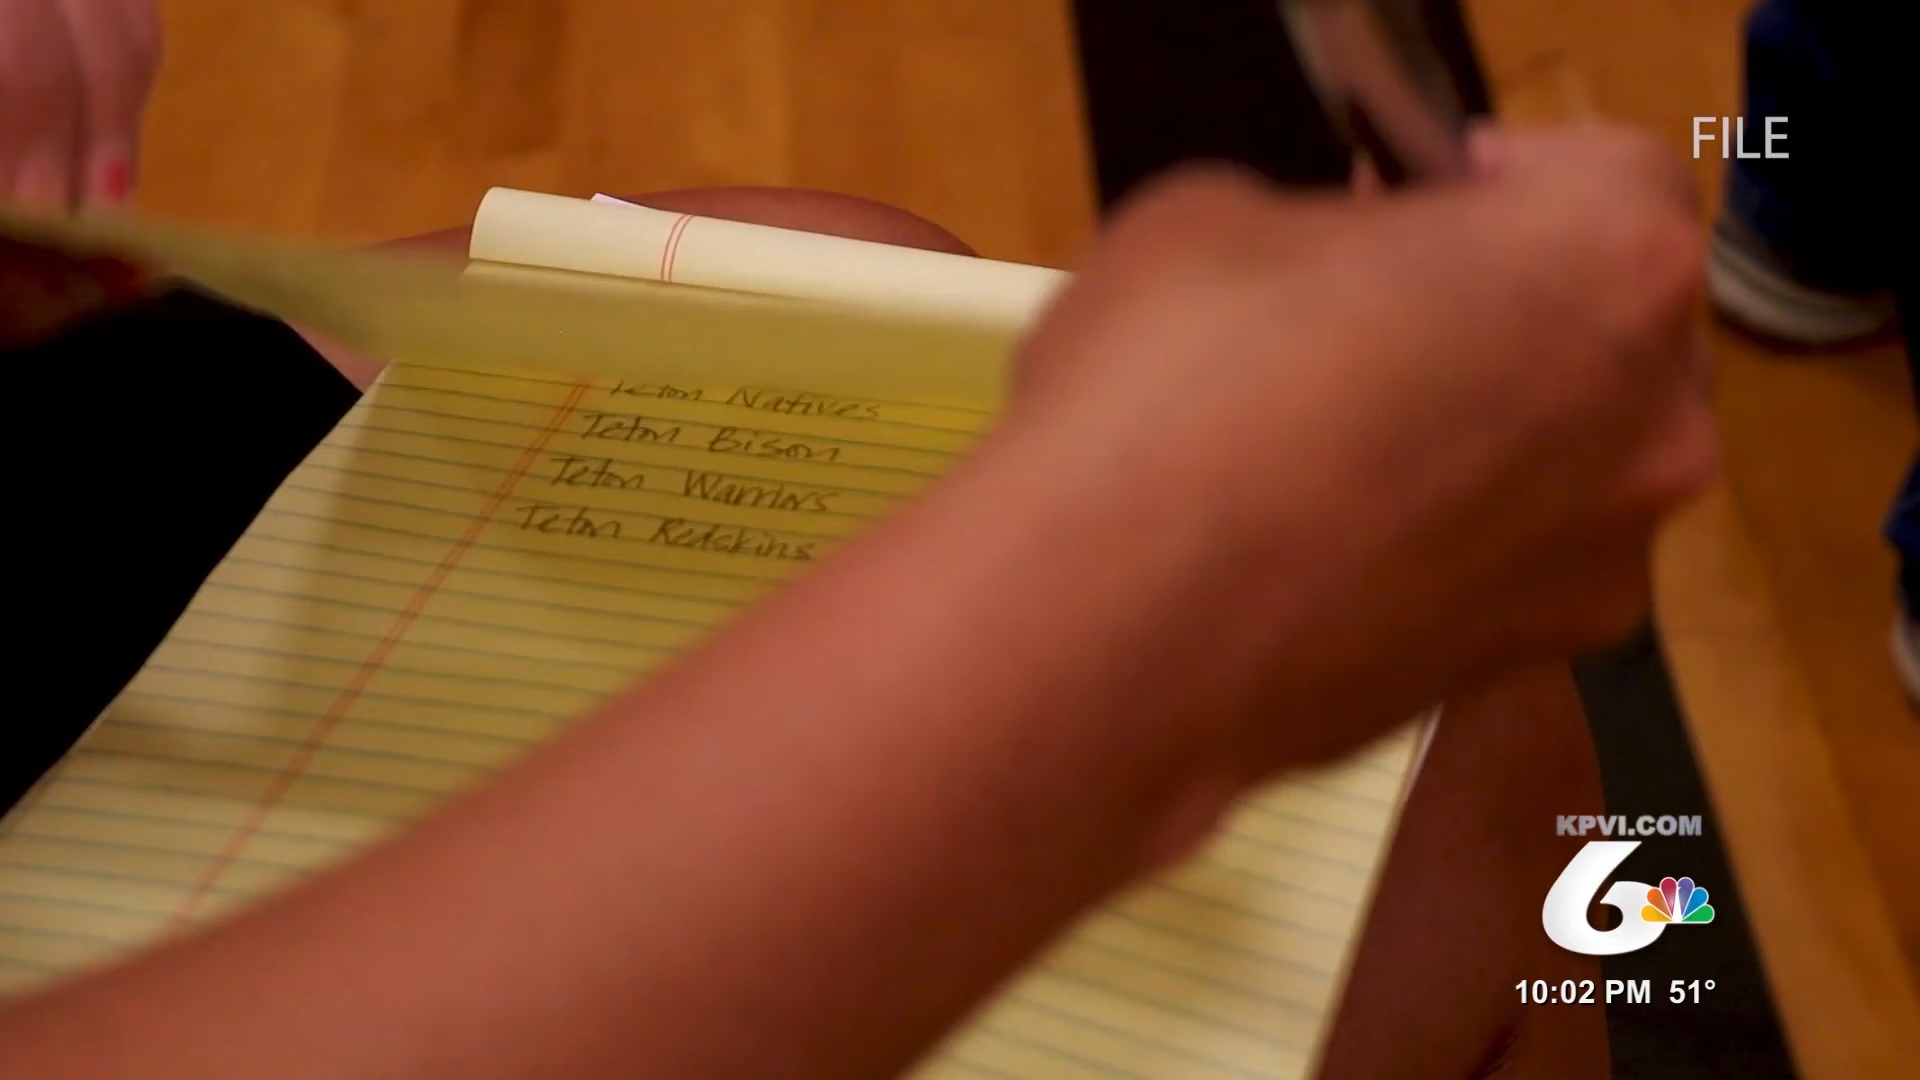 FILE
Teton Natives
Teton Bison
Teton Warriors
Teton Redskins
KPVI.COM
6
10:02 PM 51°